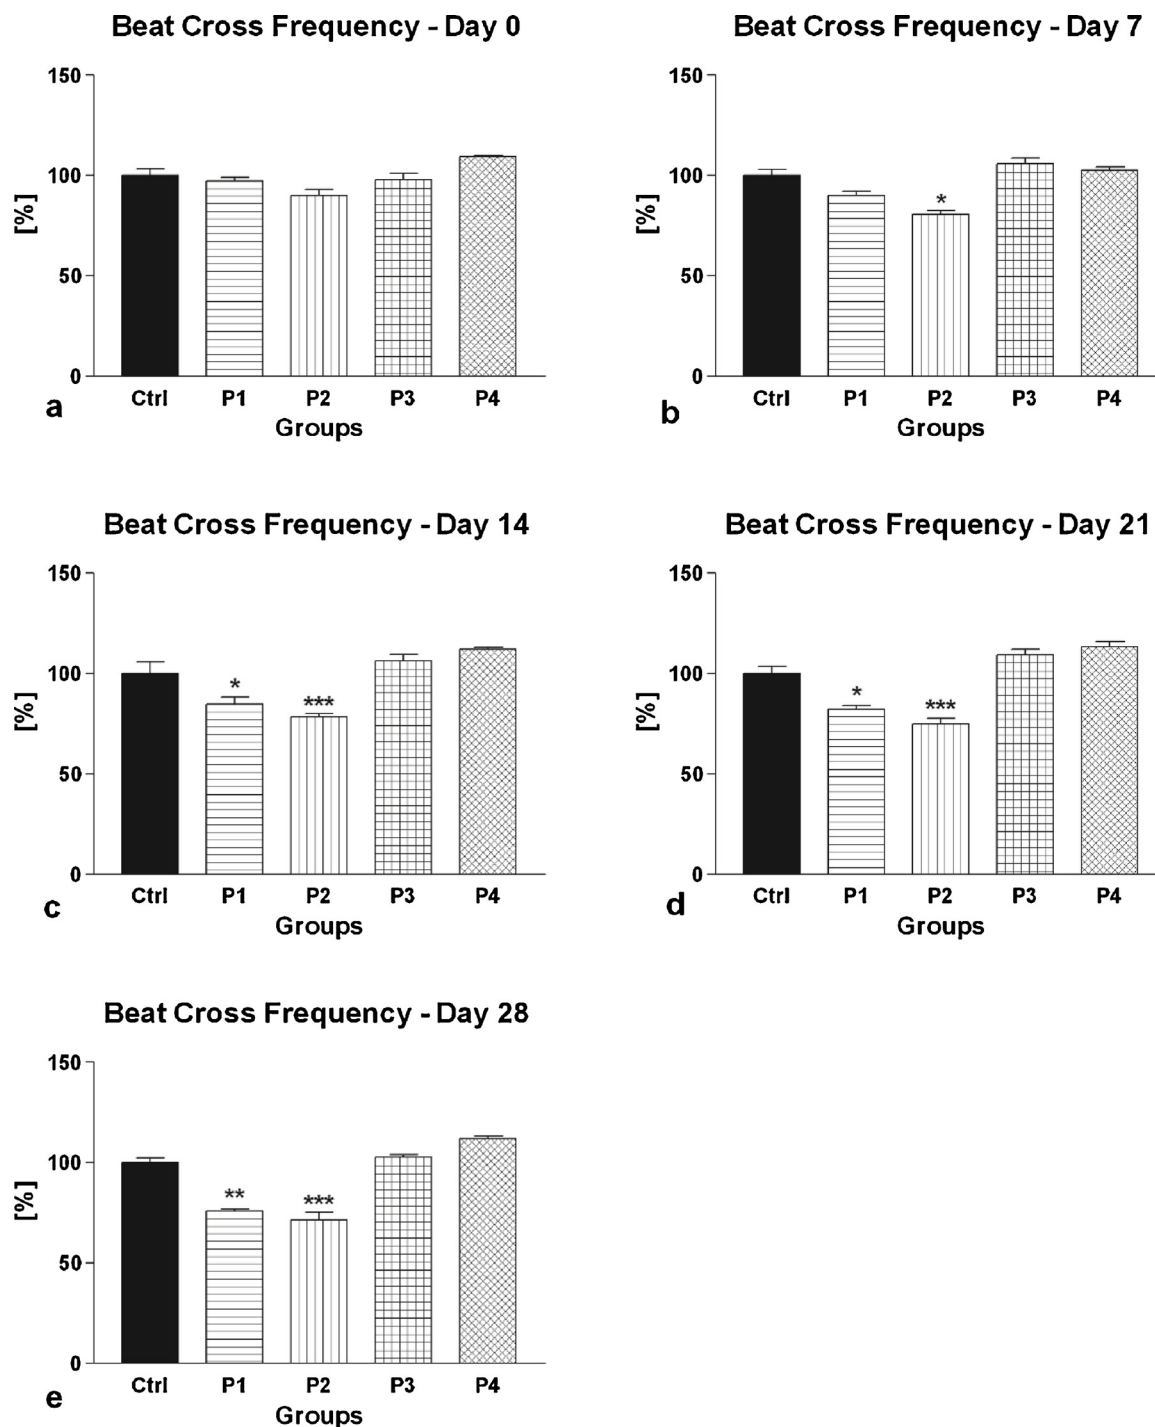 Beat Cross Frequency - Day 0
150
100
50
0
[%]
Ctrl P1 P2 P3 P4
Groups
a
Beat Cross Frequency - Day 7
150
100
50
0
[%]
*
Ctrl P1 P2 P3 P4
Groups
b
Beat Cross Frequency - Day 14
150
100
50
0
[%]
* ***
Ctrl P1 P2 P3 P4
Groups
c
Beat Cross Frequency - Day 21
150
100
50
0
[%]
* ***
Ctrl P1 P2 P3 P4
Groups
d
Beat Cross Frequency - Day 28
150
100
50
0
[%]
** ***
Ctrl P1 P2 P3 P4
Groups
e